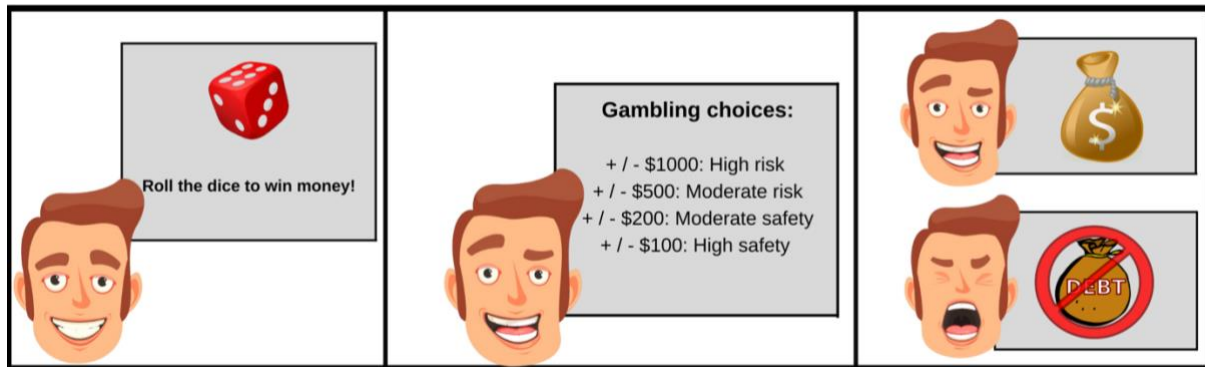 Roll the dice to win money!
Gambling choices:
+ / - $1000: High risk
+ / - $500: Moderate risk
+ / - $200: Moderate safety
+ / - $100: High safety
$
DEBT